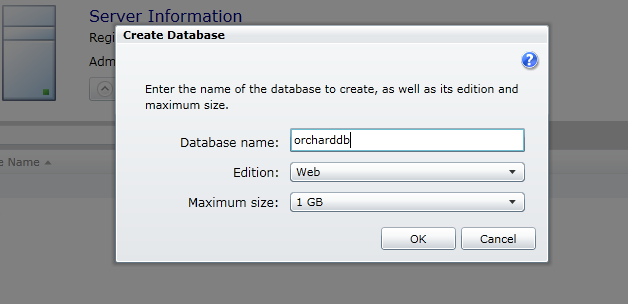 Server Information
Regi
Create Database
Adm
?
Enter the name of the database to create, as well as its edition and
maximum size.
Database name: orcharddb
e Name
Edition: Web
Maximum size: 1 GB
OK Cancel